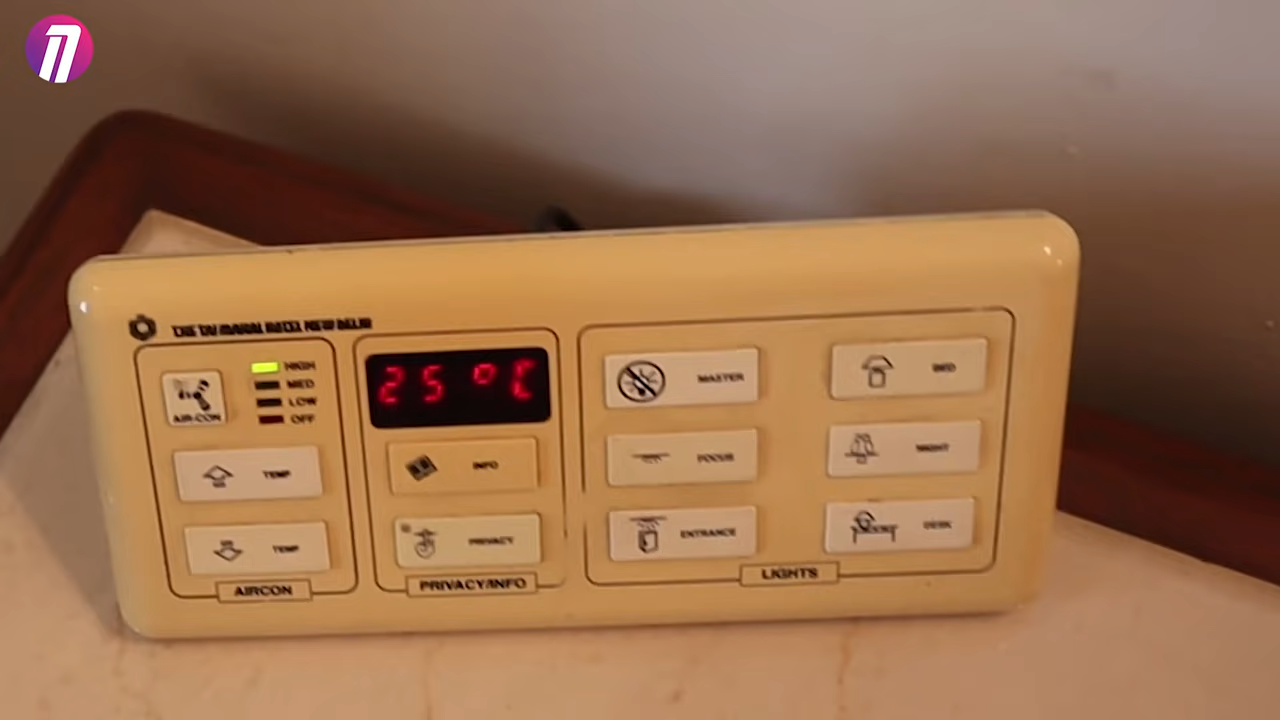 THE TAJ MAHAL HOTEL NEW DELHI
AIR-CON
HIGH
MED
LOW
OFF
TEMP
TEMP
AIRCON
25 °C
INFO
PRIVACY
PRIVACY/INFO
MASTER
BED
FOCUS
NIGHT
ENTRANCE
DESK
LIGHTS